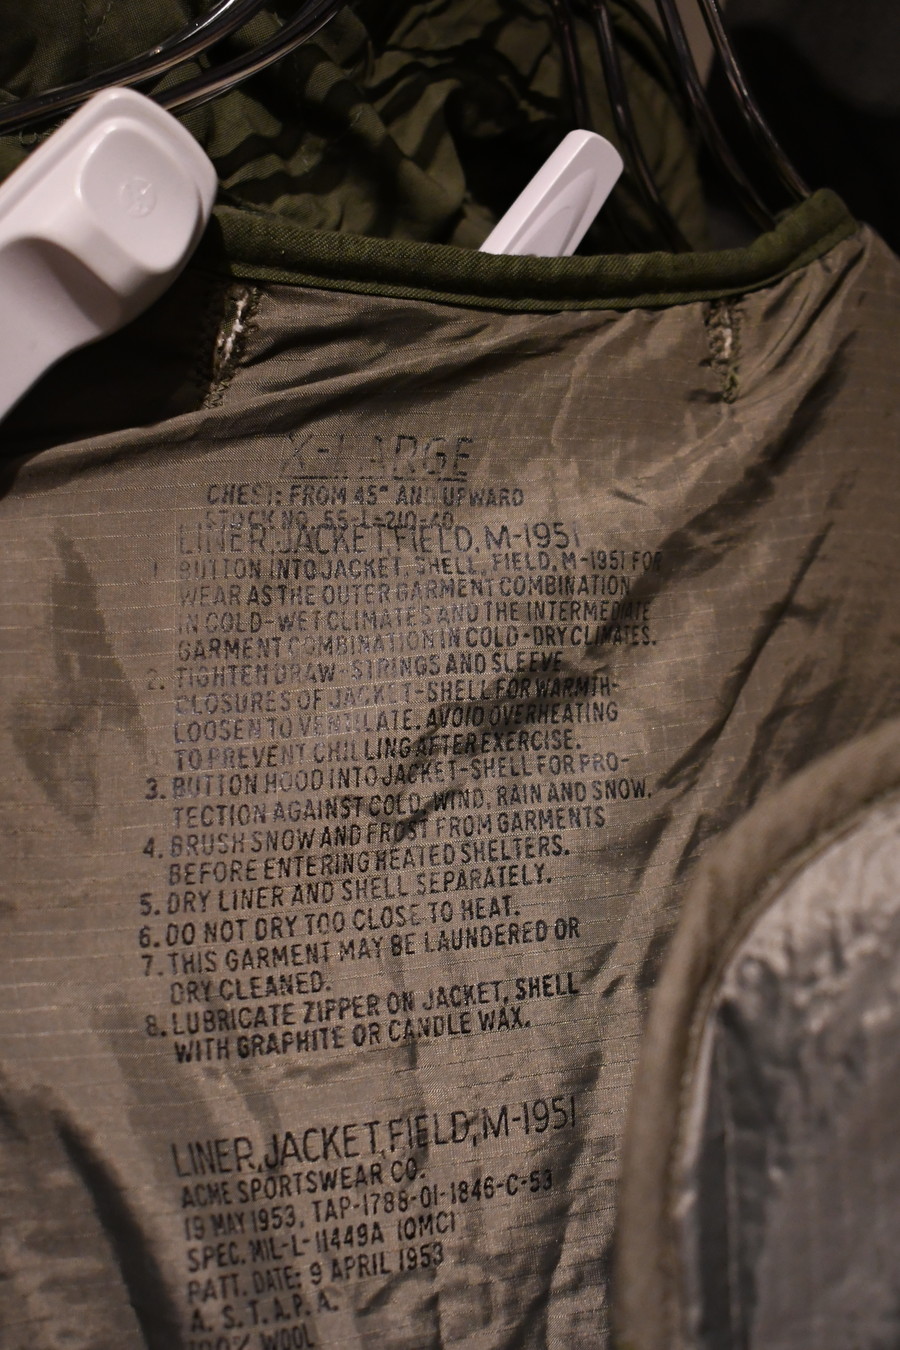 X-LARGE
CHEST: FROM 45" AND UPWARD
STOCK NO. 55-L-210-40
LINER, JACKET, FIELD, M-1951
1. BUTTON INTO JACKET-SHELL, FIELD, M-1951 FOR
WEAR AS THE OUTER GARMENT COMBINATION
IN COLD-WET CLIMATES AND THE INTERMEDIATE
GARMENT COMBINATION IN COLD-DRY CLIMATES.
2. TIGHTEN DRAW-STRINGS AND SLEEVE
CLOSURES OF JACKET-SHELL FOR WARMTH-
LOOSEN TO VENTILATE. AVOID OVERHEATING
TO PREVENT CHILLING AFTER EXERCISE.
3. BUTTON HOOD INTO JACKET-SHELL FOR PRO-
TECTION AGAINST COLD, WIND, RAIN AND SNOW.
4. BRUSH SNOW AND FROST FROM GARMENTS
BEFORE ENTERING HEATED SHELTERS.
5. DRY LINER AND SHELL SEPARATELY.
6. DO NOT DRY TOO CLOSE TO HEAT.
7. THIS GARMENT MAY BE LAUNDERED OR
DRY CLEANED.
8. LUBRICATE ZIPPER ON JACKET, SHELL
WITH GRAPHITE OR CANDLE WAX.
LINER, JACKET, FIELD, M-1951
ACME SPORTSWEAR CO.
19 MAY 1953, TAP-1788-01-1846-C-53
SPEC. MIL-L-11449A (QMC)
PATT. DATE: 9 APRIL 1953
A. S. T. A. P. A.
100% WOOL